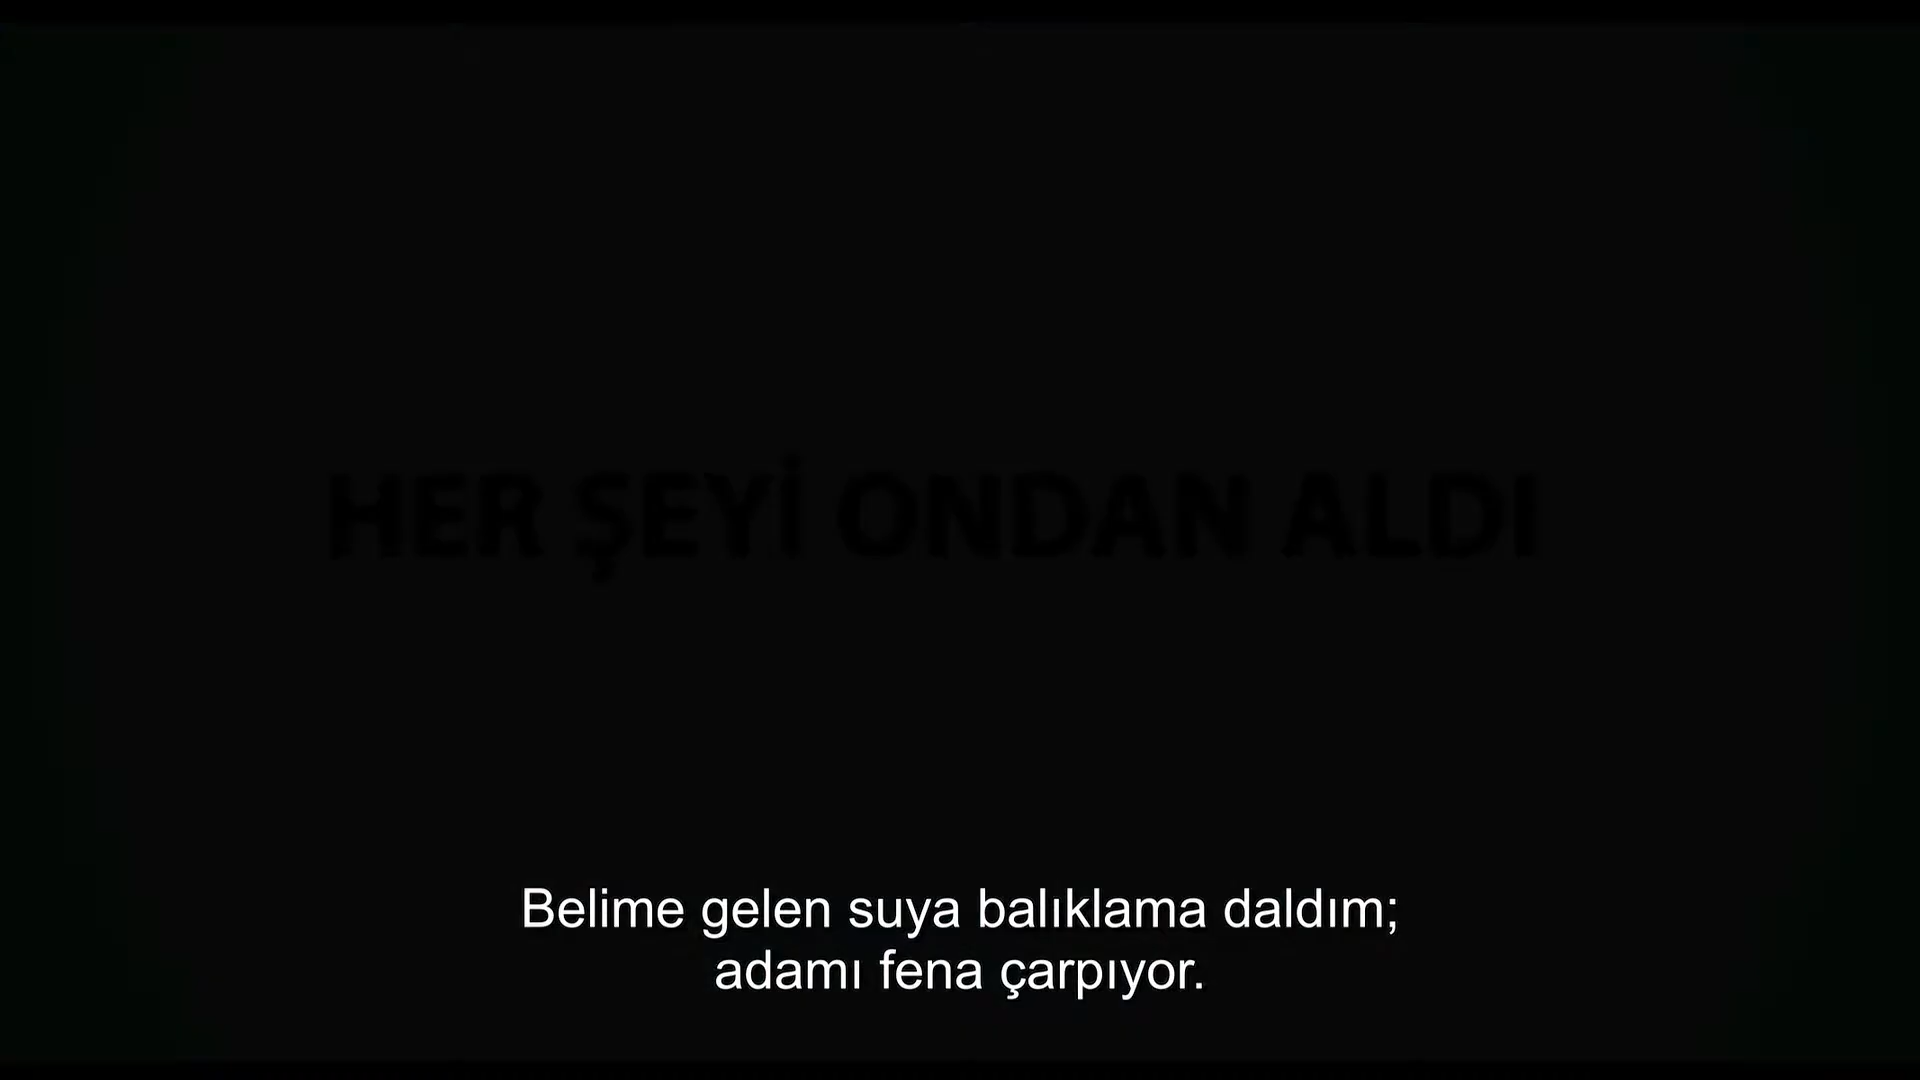 HER ŞEYİ ONDAN ALDI
Belime gelen suya balıklama daldım;
adamı fena çarpıyor.